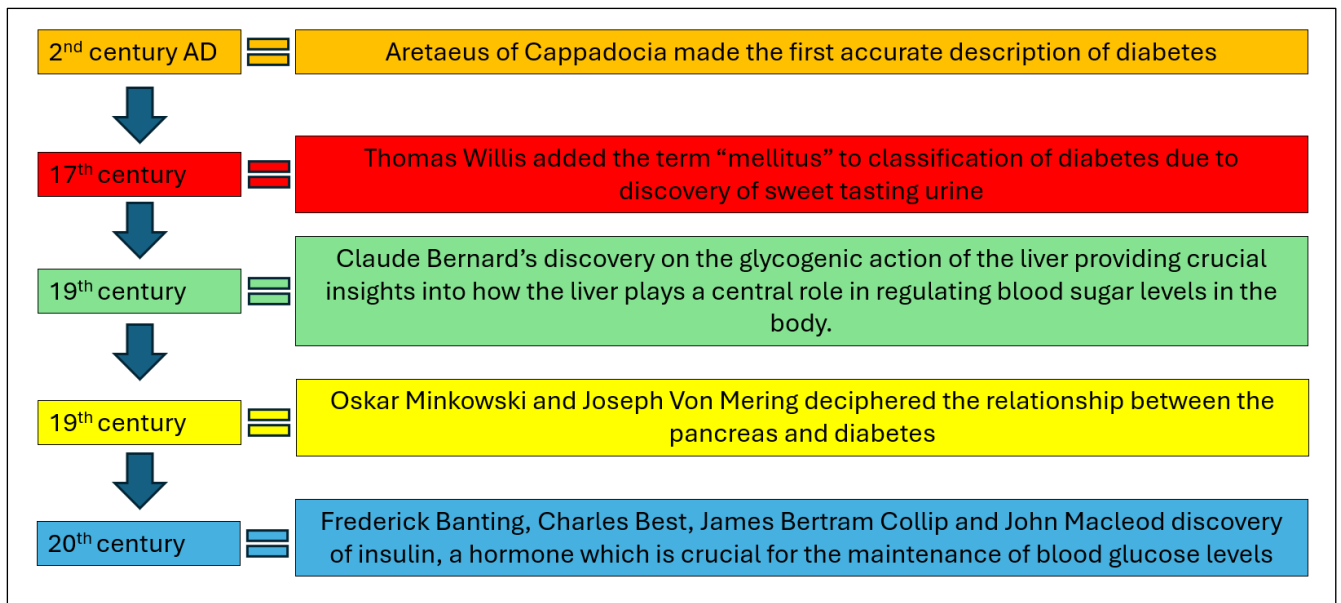 2nd century AD
Aretaeus of Cappadocia made the first accurate description of diabetes
17th century
Thomas Willis added the term “mellitus” to classification of diabetes due to
discovery of sweet tasting urine
19th century
Claude Bernard’s discovery on the glycogenic action of the liver providing crucial
insights into how the liver plays a central role in regulating blood sugar levels in the
body.
19th century
Oskar Minkowski and Joseph Von Mering deciphered the relationship between the
pancreas and diabetes
20th century
Frederick Banting, Charles Best, James Bertram Collip and John Macleod discovery
of insulin, a hormone which is crucial for the maintenance of blood glucose levels